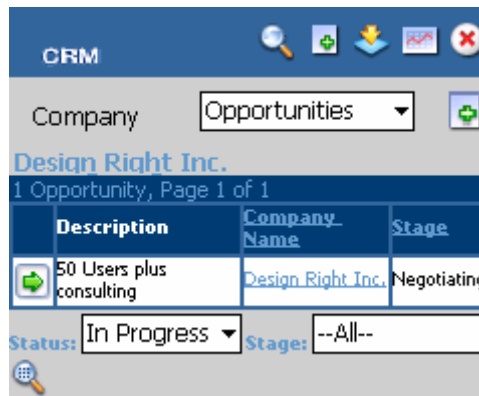 CRM
Company Opportunities
Design Right Inc.
1 Opportunity, Page 1 of 1
Description Company Name Stage
50 Users plus consulting Design Right Inc. Negotiating
Status: In Progress Stage: --All--